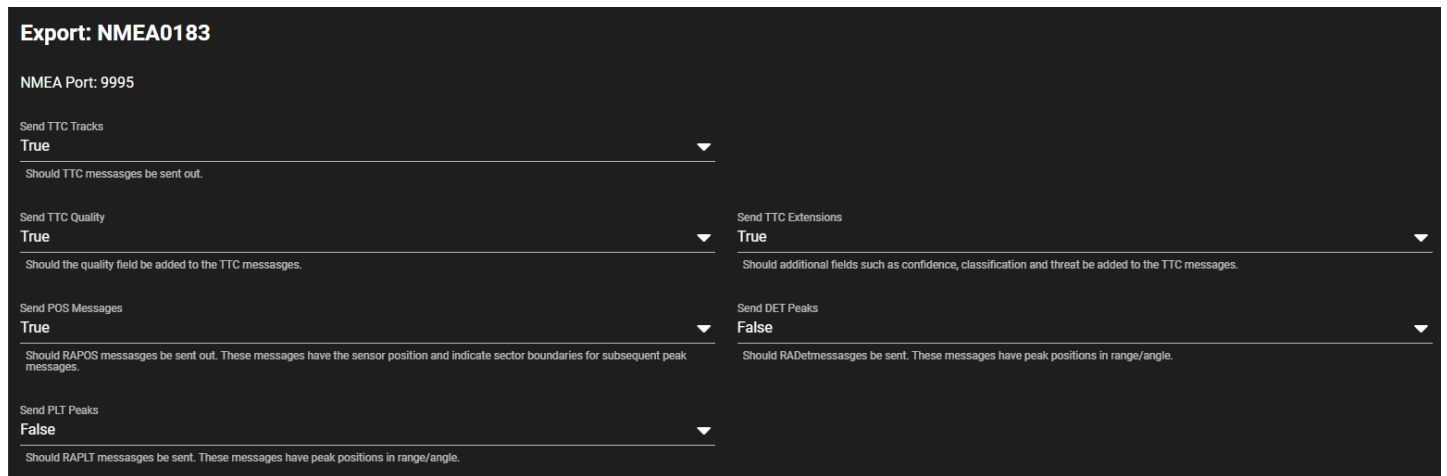 Export: NMEA0183
NMEA Port: 9995
Send TTC Tracks
True
Should TTC messasges be sent out.
Send TTC Quality
True
Should the quality field be added to the TTC messasges.
Send TTC Extensions
True
Should additional fields such as confidence, classification and threat be added to the TTC messages.
Send POS Messages
True
Should RAPOS messasges be sent out. These messages have the sensor position and indicate sector boundaries for subsequent peak
messages.
Send DET Peaks
False
Should RADetmessasges be sent. These messages have peak positions in range/angle.
Send PLT Peaks
False
Should RAPLT messasges be sent. These messages have peak positions in range/angle.